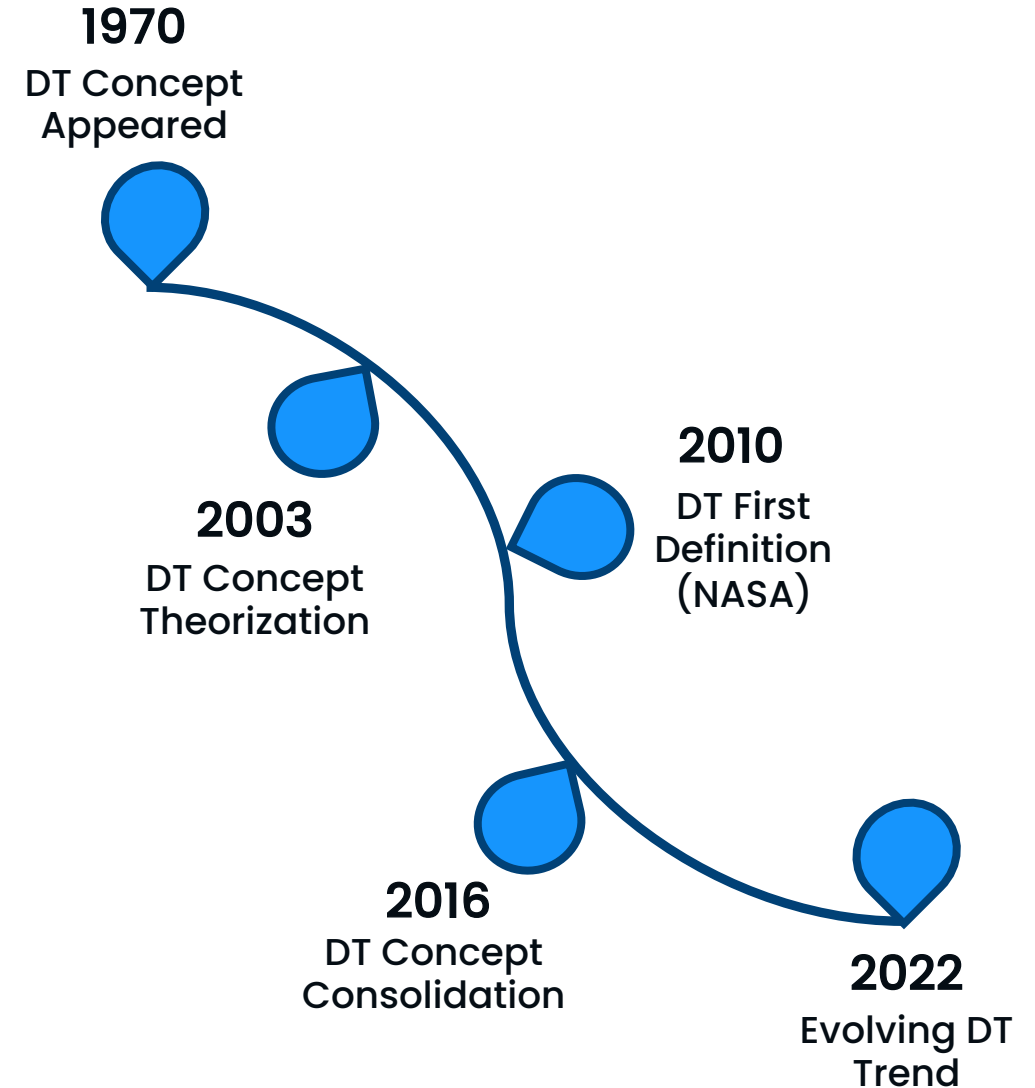 1970
DT Concept
Appeared
2003
DT Concept
Theorization
2010
DT First
Definition
(NASA)
2016
DT Concept
Consolidation
2022
Evolving DT
Trend